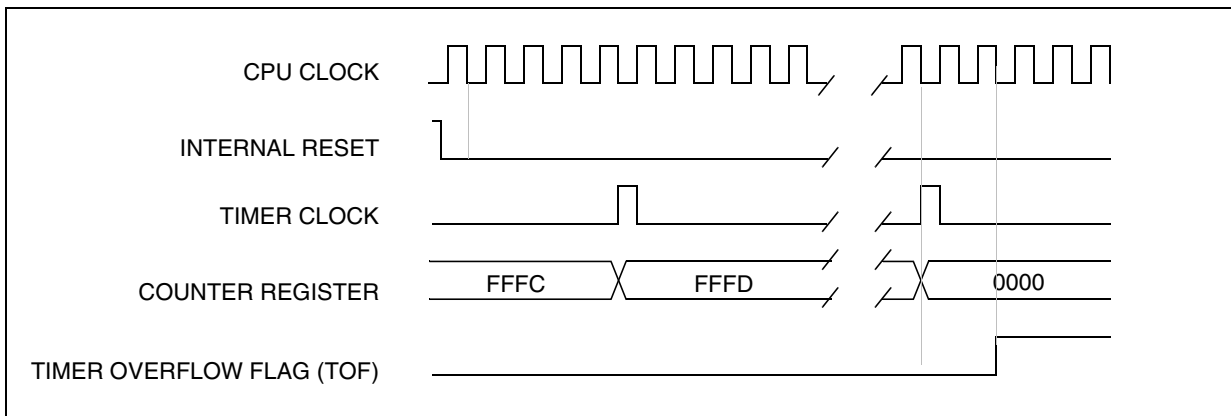 CPU CLOCK
INTERNAL RESET
TIMER CLOCK
COUNTER REGISTER FFFC FFFD 0000
TIMER OVERFLOW FLAG (TOF)